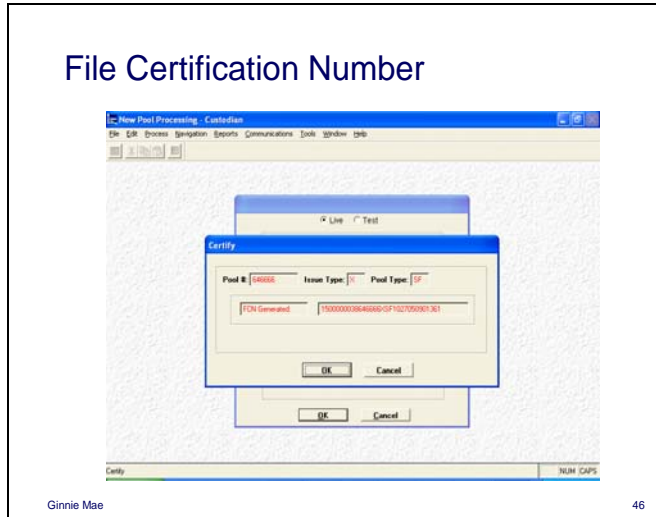 File Certification Number
New Pool Processing - Custodian
File Edit Process Navigation Reports Communications Tools Window Help
Live Test
Certify
Pool #: 646666 Issue Type: X Pool Type: SF
FCN Generated
OK Cancel
OK Cancel
Certify NUM CAPS
Ginnie Mae 46